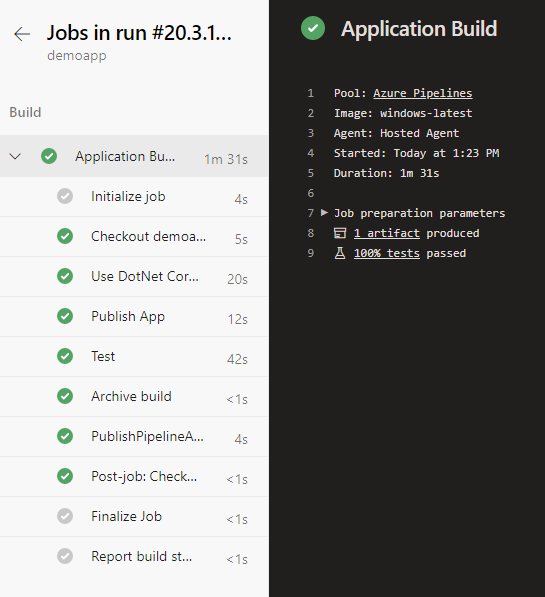 Jobs in run #20.3.1...
demoapp
Build
Application Bu... 1m 31s
Initialize job 4s
Checkout demoa... 5s
Use DotNet Cor... 20s
Publish App 12s
Test 42s
Archive build <1s
PublishPipelineA... 4s
Post-job: Check... <1s
Finalize Job <1s
Report build st... <1s
Application Build
1 Pool: Azure Pipelines
2 Image: windows-latest
3 Agent: Hosted Agent
4 Started: Today at 1:23 PM
5 Duration: 1m 31s
6
7 Job preparation parameters
8 1 artifact produced
9 100% tests passed